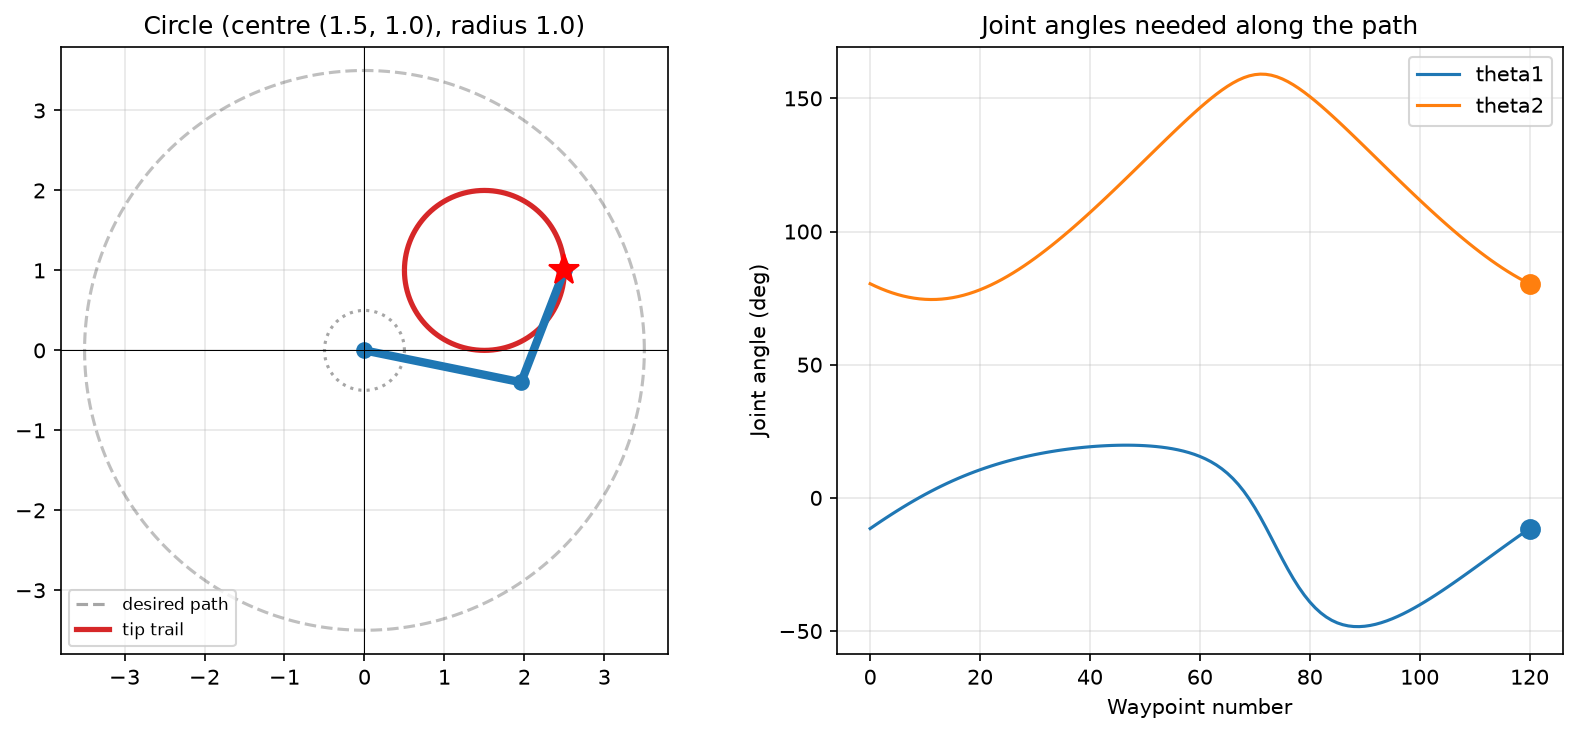 Circle (centre (1.5, 1.0), radius 1.0)
3
2
1
0
−1
−2
−3
desired path
tip trail
−3 −2 −1 0 1 2 3
Joint angles needed along the path
theta1
theta2
Joint angle (deg)
150
100
50
0
−50
0 20 40 60 80 100 120
Waypoint number